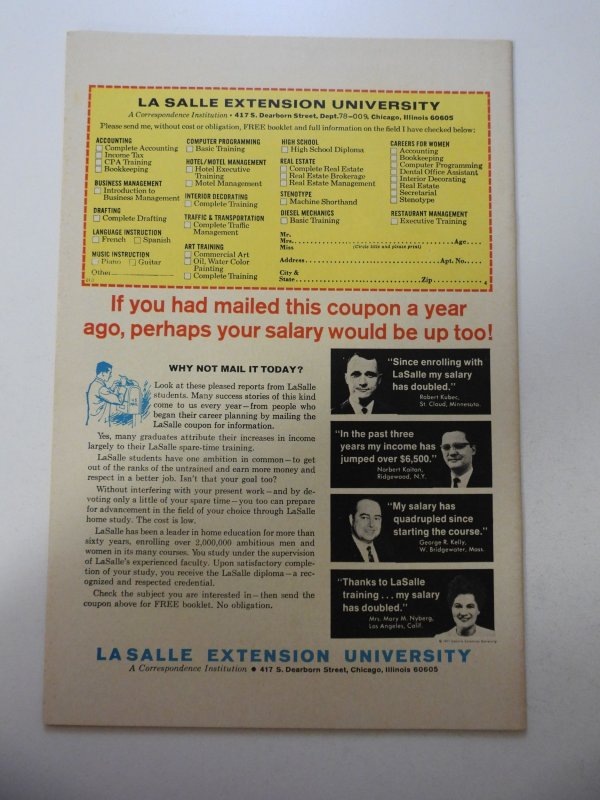 LA SALLE EXTENSION UNIVERSITY
A Correspondence Institution • 417 S. Dearborn Street, Dept. 78-009, Chicago, Illinois 60605
Please send me, without cost or obligation, FREE booklet and full information on the field I have checked below:
ACCOUNTING
Complete Accounting
Income Tax
CPA Training
Bookkeeping
BUSINESS MANAGEMENT
Introduction to
Business Management
DRAFTING
Complete Drafting
LANGUAGE INSTRUCTION
French Spanish
MUSIC INSTRUCTION
Piano Guitar
Other
COMPUTER PROGRAMMING
Basic Training
HOTEL/MOTEL MANAGEMENT
Hotel Executive
Training
Motel Management
INTERIOR DECORATING
Complete Training
TRAFFIC & TRANSPORTATION
Complete Traffic
Management
ART TRAINING
Commercial Art
Oil, Water Color
Painting
Complete Training
HIGH SCHOOL
High School Diploma
REAL ESTATE
Complete Real Estate
Real Estate Brokerage
Real Estate Management
STENOTYPE
Machine Shorthand
DIESEL MECHANICS
Basic Training
CAREERS FOR WOMEN
Accounting
Bookkeeping
Computer Programming
Dental Office Assistant
Interior Decorating
Real Estate
Secretarial
Stenotype
RESTAURANT MANAGEMENT
Executive Training
Mr.
Mrs. Age
Miss (Circle title and please print)
Address Apt. No.
City &
State Zip
If you had mailed this coupon a year
ago, perhaps your salary would be up too!
WHY NOT MAIL IT TODAY?
Look at these pleased reports from LaSalle
students. Many success stories of this kind
come to us every year—from people who
began their career planning by mailing the
LaSalle coupon for information.
Yes, many graduates attribute their increases in income
largely to their LaSalle spare-time training.
LaSalle students have one ambition in common—to get
out of the ranks of the untrained and earn more money and
respect in a better job. Isn't that your goal too?
Without interfering with your present work—and by de-
voting only a little of your spare time—you too can prepare
for advancement in the field of your choice through LaSalle
home study. The cost is low.
LaSalle has been a leader in home education for more than
sixty years, enrolling over 2,000,000 ambitious men and
women in its many courses. You study under the supervision
of LaSalle's experienced faculty. Upon satisfactory comple-
tion of your study, you receive the LaSalle diploma—a rec-
ognized and respected credential.
Check the subject you are interested in—then send the
coupon above for FREE booklet. No obligation.
"Since enrolling with
LaSalle my salary
has doubled."
Robert Kubec,
St. Cloud, Minnesota.
"In the past three
years my income has
jumped over $6,500."
Norbert Kaitan,
Ridgewood, N.Y.
"My salary has
quadrupled since
starting the course."
George R. Kelly,
W. Bridgewater, Mass.
"Thanks to LaSalle
training . . . my salary
has doubled."
Mrs. Mary M. Nyberg,
Los Angeles, Calif.
LA SALLE EXTENSION UNIVERSITY
A Correspondence Institution • 417 S. Dearborn Street, Chicago, Illinois 60605